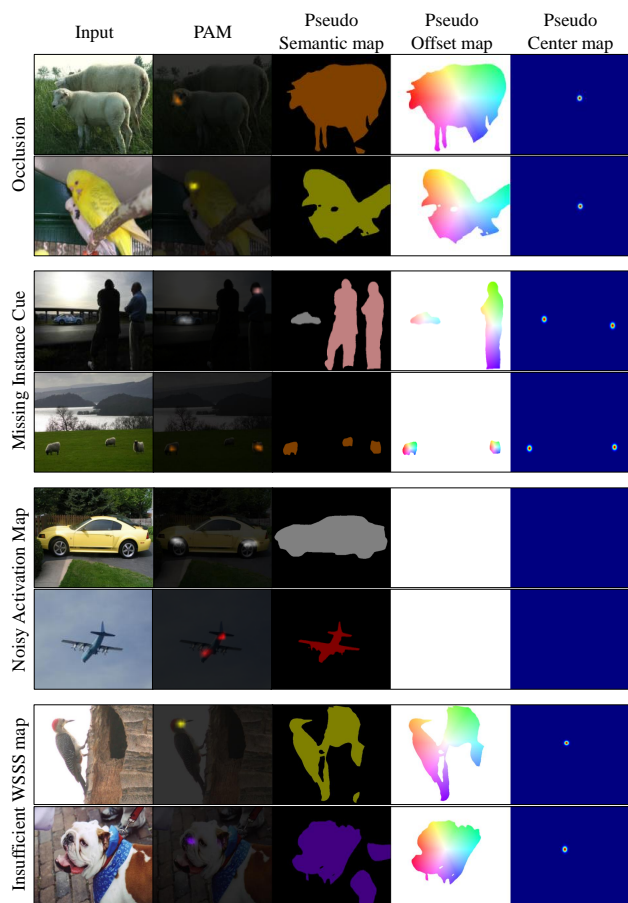 Input
PAM
Pseudo
Semantic map
Pseudo
Offset map
Pseudo
Center map
Occlusion
Missing Instance Cue
Noisy Activation Map
Insufficient WSSS map